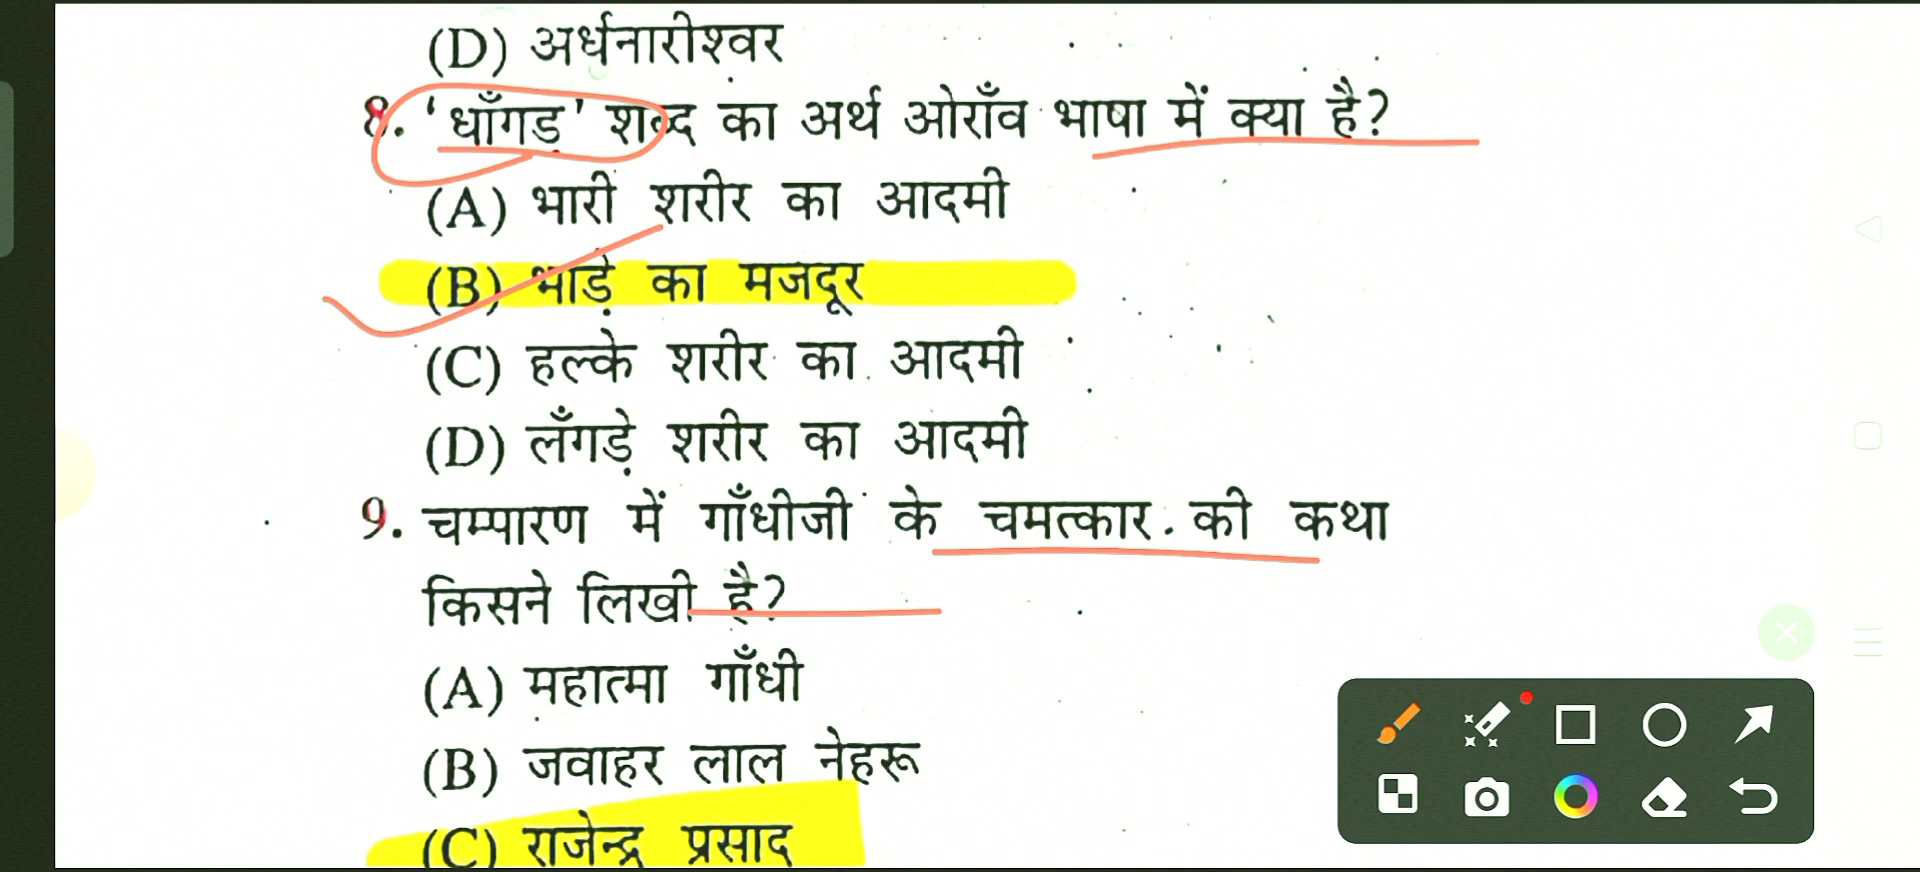 (D) अर्धनारीश्वर
8. 'धाँगड़' शब्द का अर्थ ओराँव भाषा में क्या है?
(A) भारी शरीर का आदमी
(B) भाड़े का मजदूर
(C) हल्के शरीर का आदमी
(D) लँगड़े शरीर का आदमी
9. चम्पारण में गाँधीजी के चमत्कार की कथा
किसने लिखी है?
(A) महात्मा गाँधी
(B) जवाहर लाल नेहरू
(C) राजेन्द्र प्रसाद